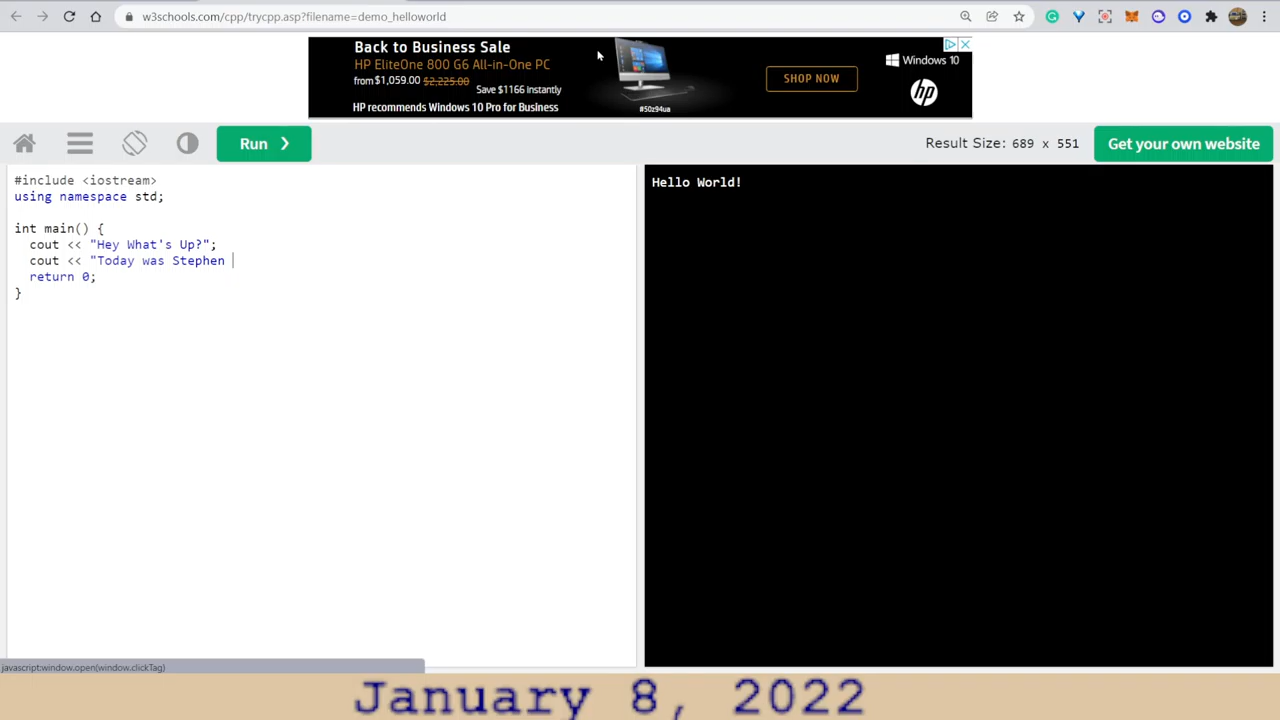 w3schools.com/cpp/trycpp.asp?filename=demo_helloworld
Back to Business Sale
HP EliteOne 800 G6 All-in-One PC
from $1,059.00 $2,225.00
Save $1166 instantly
HP recommends Windows 10 Pro for Business
#50z94ua
SHOP NOW
Windows 10
hp
Run ❯
Result Size: 689 x 551
Get your own website
#include <iostream>
using namespace std;
int main() {
  cout << "Hey What's Up?";
  cout << "Today was Stephen
  return 0;
}
Hello World!
javascript:window.open(window.clickTag)
January 8, 2022